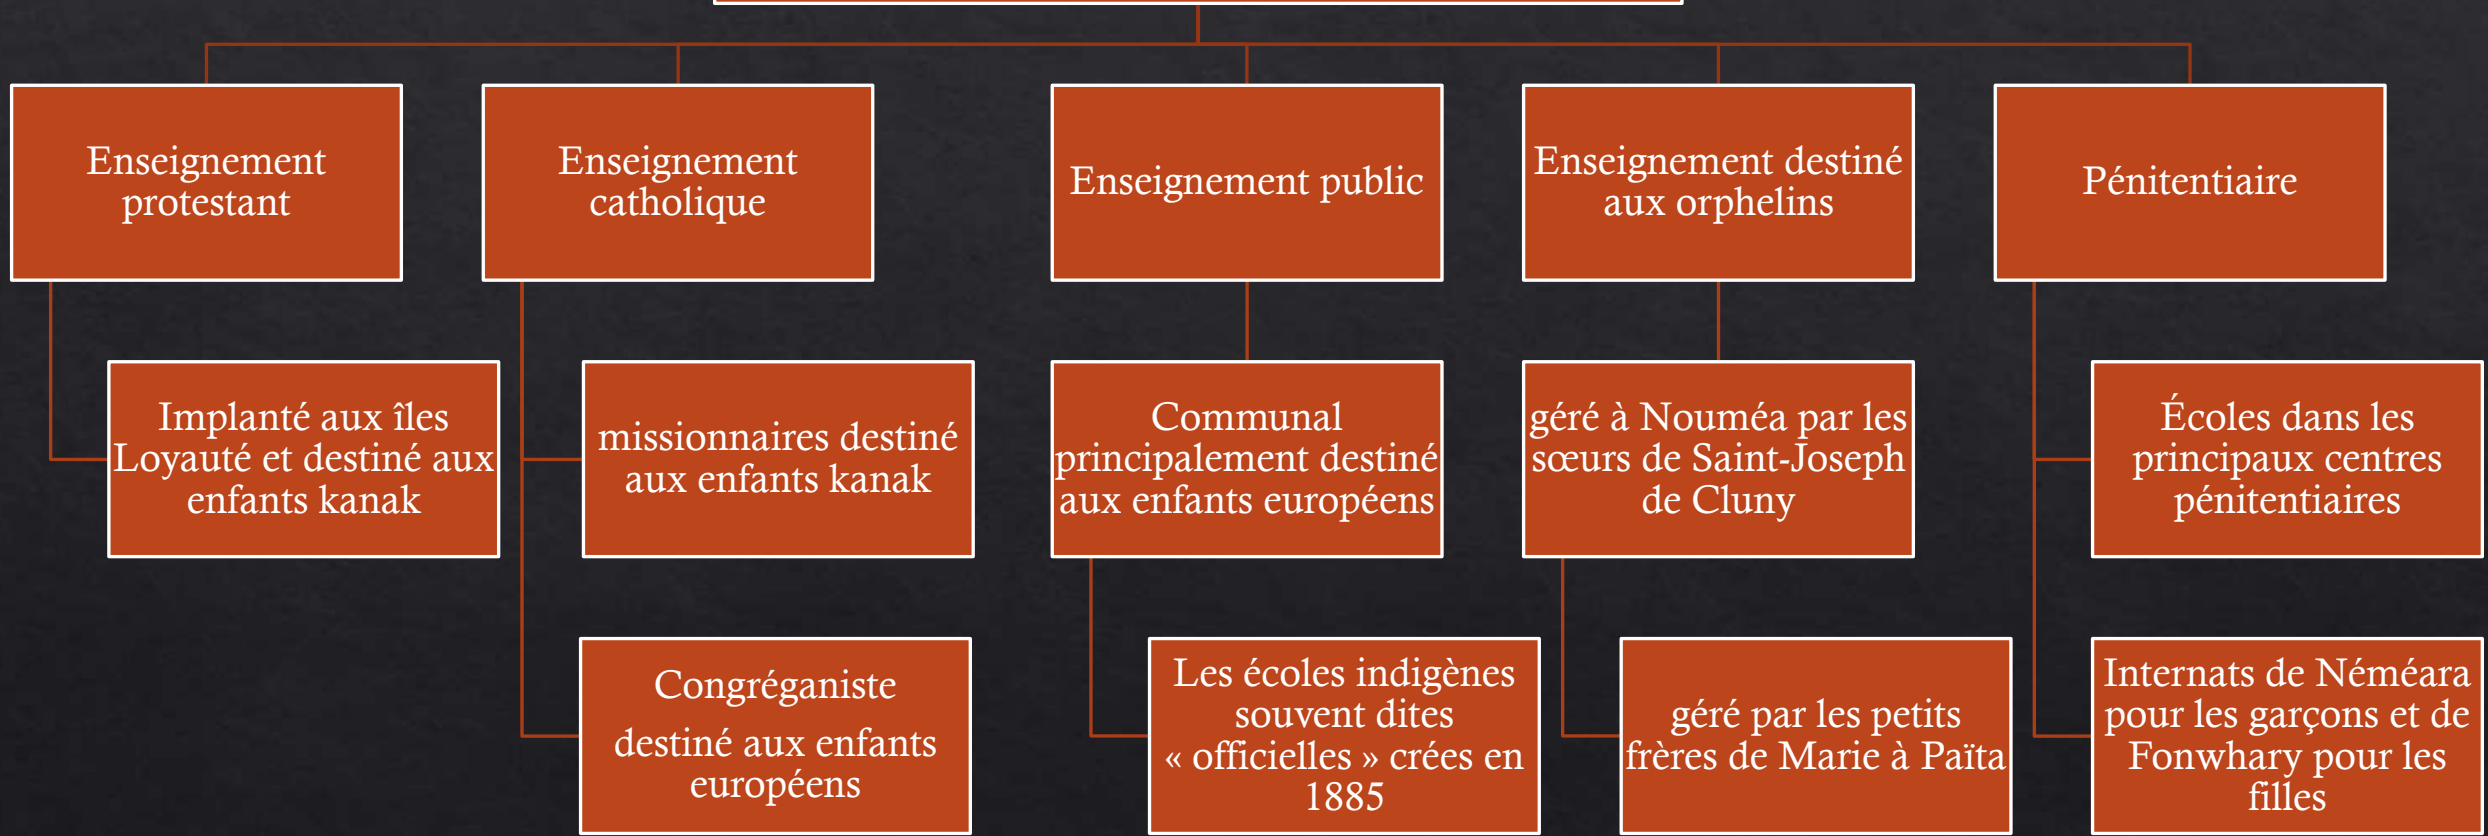 Enseignement
protestant
Enseignement
catholique
Enseignement public
Enseignement destiné
aux orphelins
Pénitentiaire
Implanté aux îles
Loyauté et destiné aux
enfants kanak
missionnaires destiné
aux enfants kanak
Communal
principalement destiné
aux enfants européens
géré à Nouméa par les
sœurs de Saint-Joseph
de Cluny
Écoles dans les
principaux centres
pénitentiaires
Congréganiste
destiné aux enfants
européens
Les écoles indigènes
souvent dites
« officielles » crées en
1885
géré par les petits
frères de Marie à Païta
Internats de Néméara
pour les garçons et de
Fonwhary pour les
filles